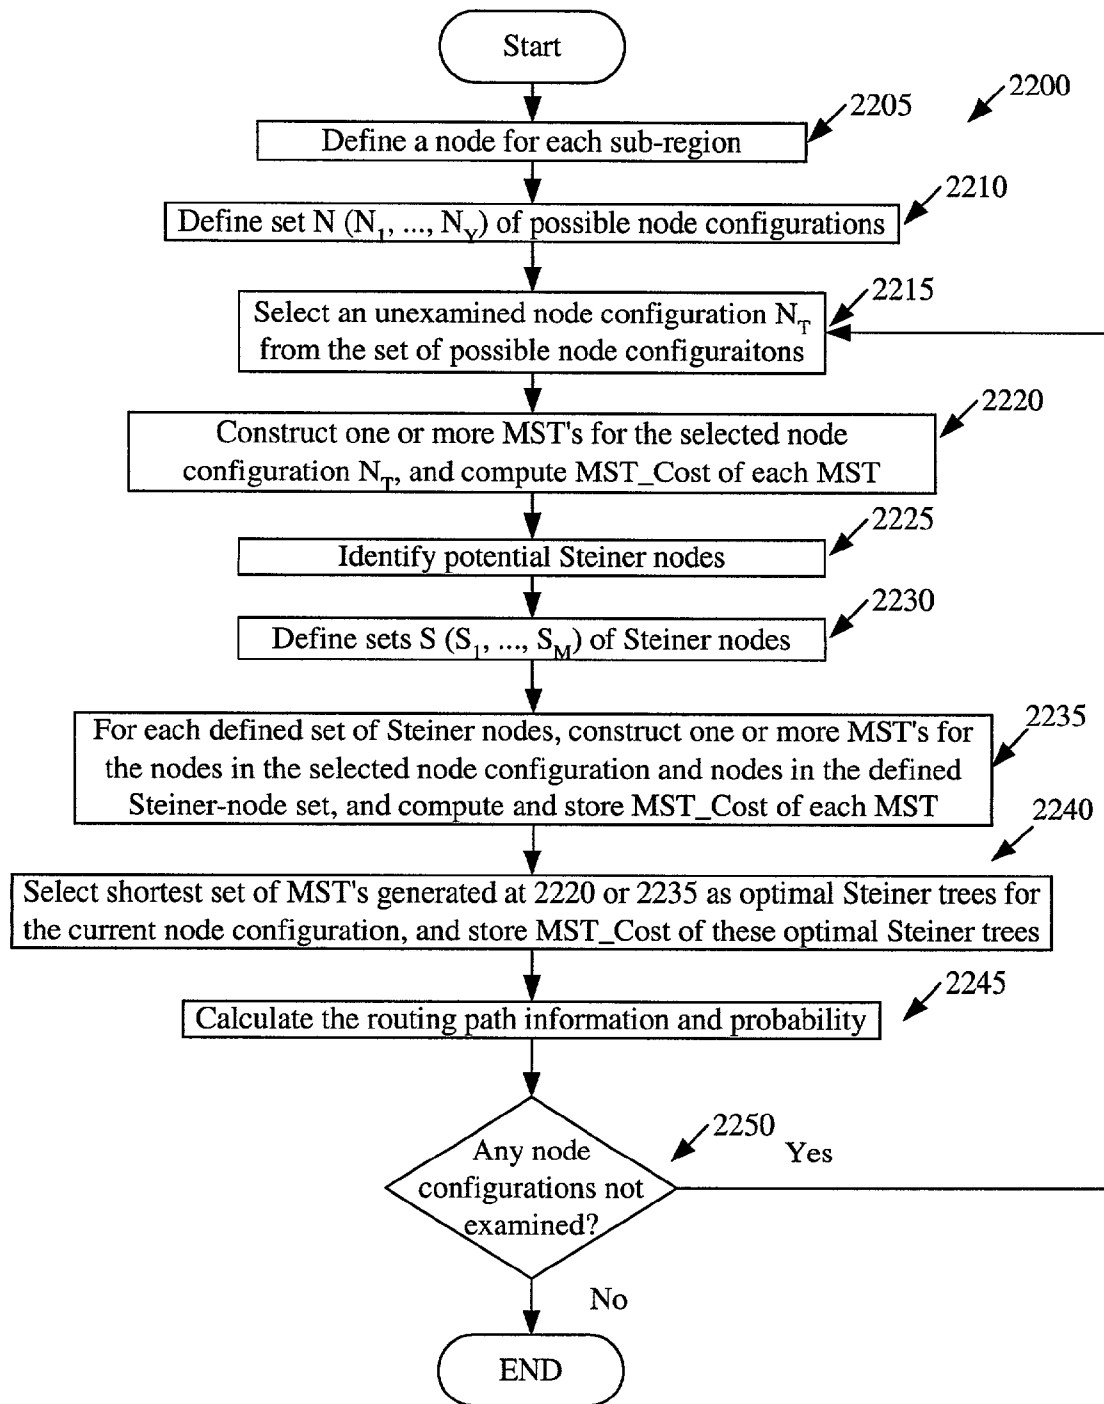 Start
2200
2205
Define a node for each sub-region
2210
Define set N (N1, ..., NY) of possible node configurations
2215
Select an unexamined node configuration NT
from the set of possible node configuraitons
2220
Construct one or more MST's for the selected node
configuration NT, and compute MST_Cost of each MST
2225
Identify potential Steiner nodes
2230
Define sets S (S1, ..., SM) of Steiner nodes
2235
For each defined set of Steiner nodes, construct one or more MST's for
the nodes in the selected node configuration and nodes in the defined
Steiner-node set, and compute and store MST_Cost of each MST
2240
Select shortest set of MST's generated at 2220 or 2235 as optimal Steiner trees for
the current node configuration, and store MST_Cost of these optimal Steiner trees
2245
Calculate the routing path information and probability
2250
Yes
Any node
configurations not
examined?
No
END